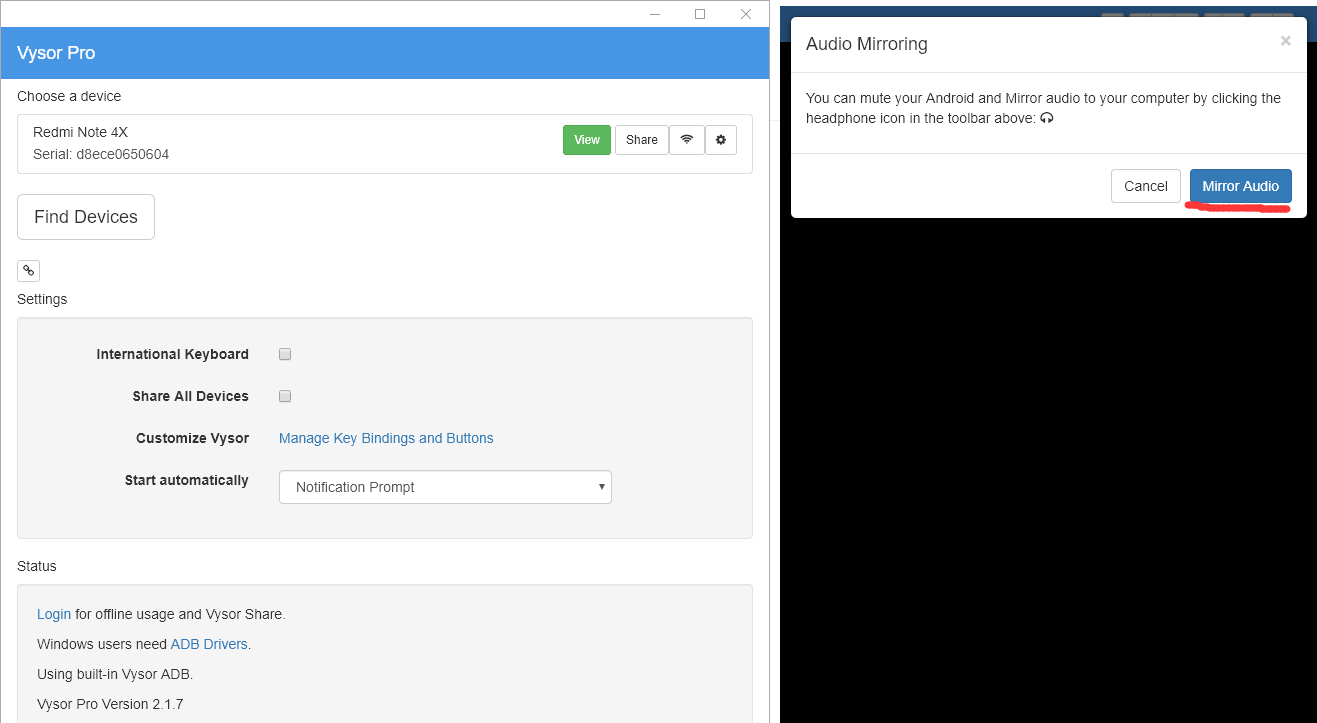 Vysor Pro
Choose a device
Redmi Note 4X
Serial: d8ece0650604
View
Share
Find Devices
Settings
International Keyboard
Share All Devices
Customize Vysor
Manage Key Bindings and Buttons
Start automatically
Notification Prompt
Status
Login for offline usage and Vysor Share.
Windows users need ADB Drivers.
Using built-in Vysor ADB.
Vysor Pro Version 2.1.7
Audio Mirroring
You can mute your Android and Mirror audio to your computer by clicking the
headphone icon in the toolbar above:
Cancel
Mirror Audio